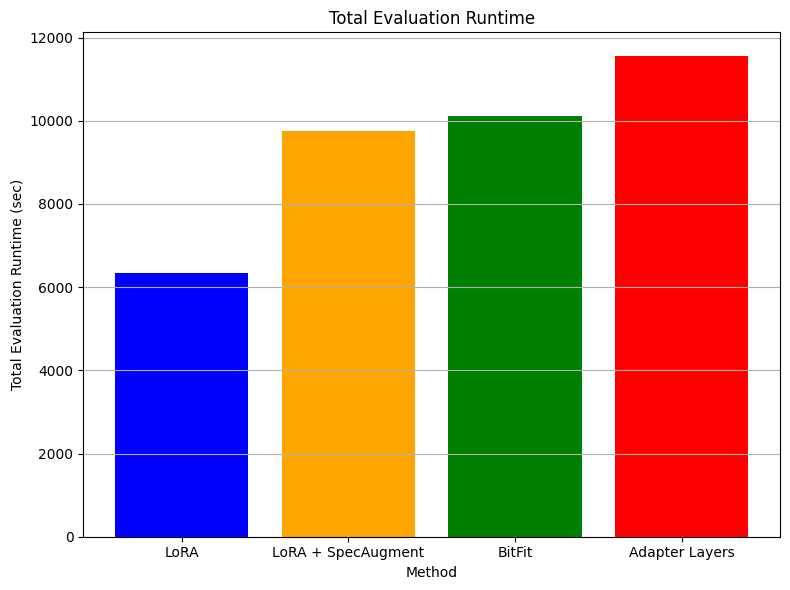 Total Evaluation Runtime
Total Evaluation Runtime (sec)
12000
10000
8000
6000
4000
2000
0
LoRA
LoRA + SpecAugment
BitFit
Adapter Layers
Method